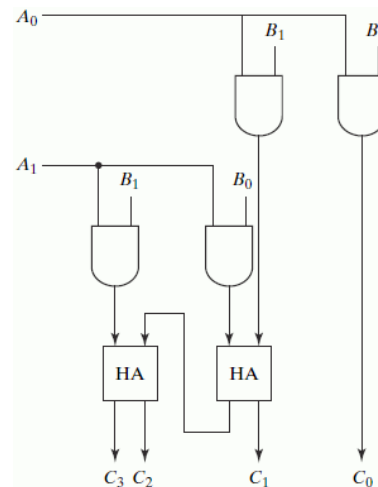 A₀
B₁
B
A₁
B₁ B₀
HA HA
C₃ C₂ C₁ C₀